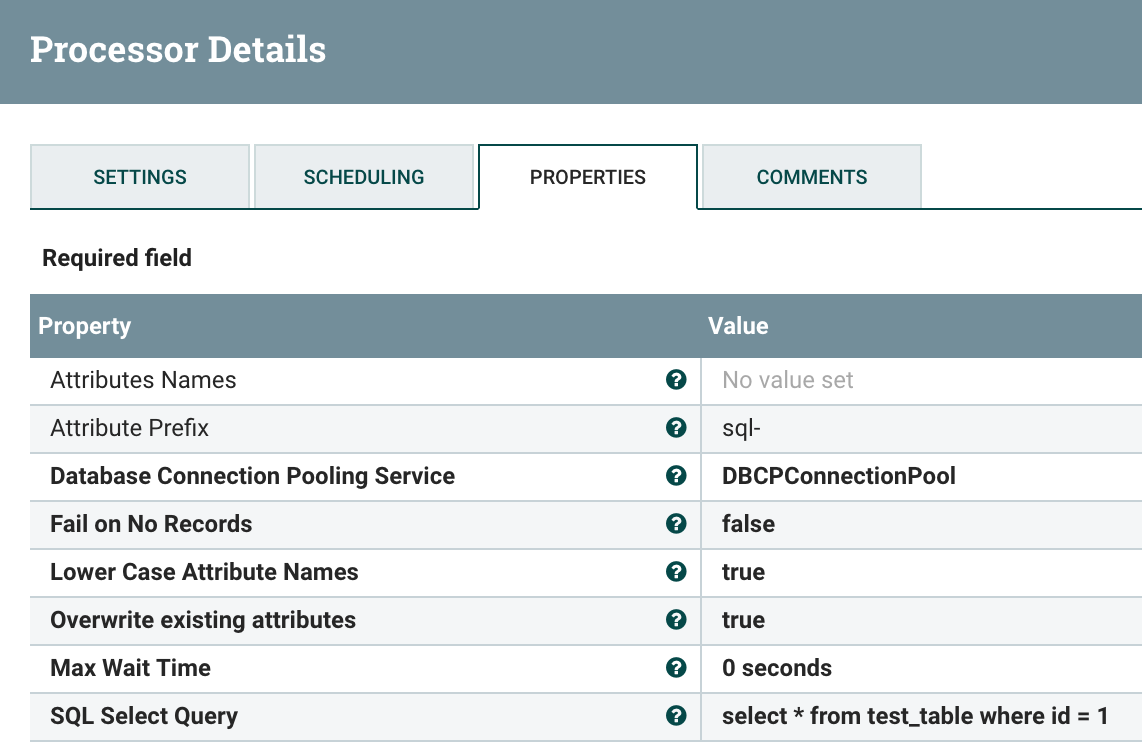 Processor Details
SETTINGS SCHEDULING PROPERTIES COMMENTS
Required field
Property Value
Attributes Names ? No value set
Attribute Prefix ? sql-
Database Connection Pooling Service ? DBCPConnectionPool
Fail on No Records ? false
Lower Case Attribute Names ? true
Overwrite existing attributes ? true
Max Wait Time ? 0 seconds
SQL Select Query ? select * from test_table where id = 1